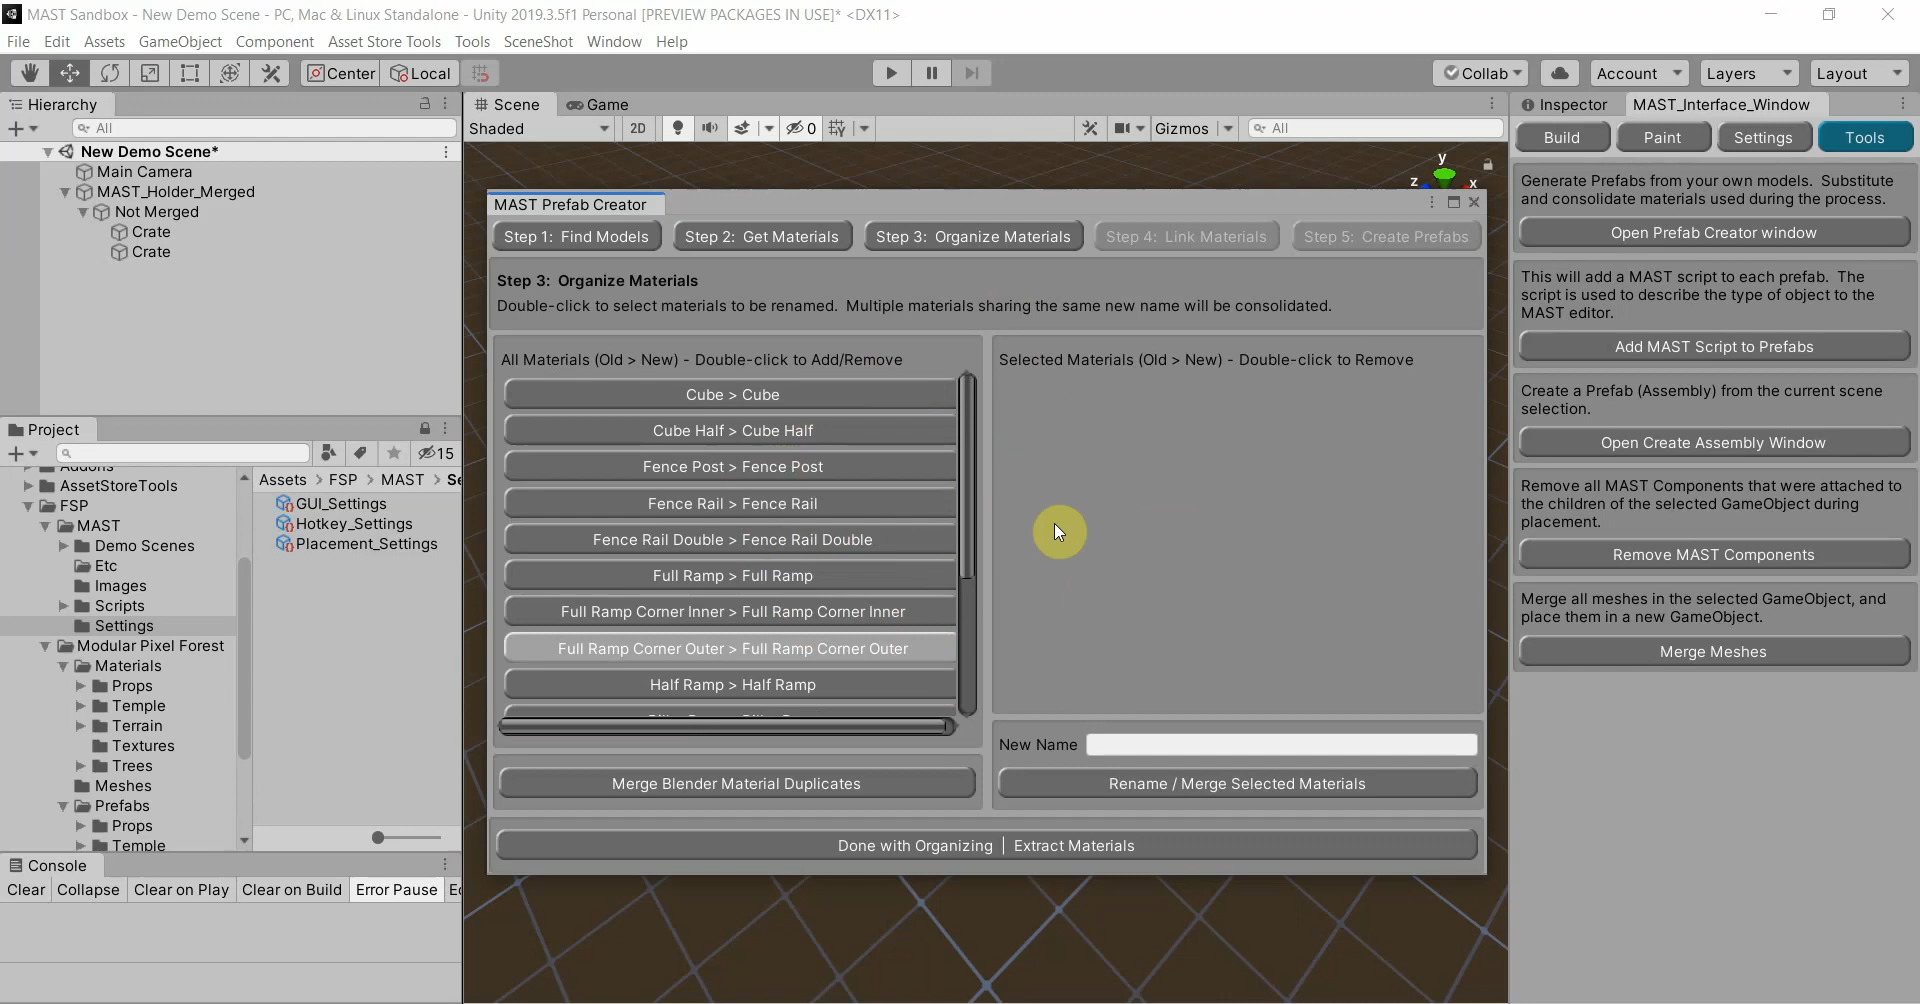 MAST Sandbox - New Demo Scene - PC, Mac & Linux Standalone - Unity 2019.3.5f1 Personal [PREVIEW PACKAGES IN USE]* <DX11>
File Edit Assets GameObject Component Asset Store Tools Tools SceneShot Window Help
Center Local
Collab Account Layers Layout
Hierarchy
All
New Demo Scene*
Main Camera
MAST_Holder_Merged
Not Merged
Crate
Crate
Project
15
AssetStoreTools
FSP
MAST
Demo Scenes
Etc
Images
Scripts
Settings
Modular Pixel Forest
Materials
Props
Temple
Terrain
Textures
Trees
Meshes
Prefabs
Props
Temple
Assets > FSP > MAST >
GUI_Settings
Hotkey_Settings
Placement_Settings
Console
Clear Collapse Clear on Play Clear on Build Error Pause
Scene Game
Shaded 2D 0 Gizmos All
y
z x
MAST Prefab Creator
Step 1: Find Models Step 2: Get Materials Step 3: Organize Materials Step 4: Link Materials Step 5: Create Prefabs
Step 3: Organize Materials
Double-click to select materials to be renamed. Multiple materials sharing the same new name will be consolidated.
All Materials (Old > New) - Double-click to Add/Remove
Cube > Cube
Cube Half > Cube Half
Fence Post > Fence Post
Fence Rail > Fence Rail
Fence Rail Double > Fence Rail Double
Full Ramp > Full Ramp
Full Ramp Corner Inner > Full Ramp Corner Inner
Full Ramp Corner Outer > Full Ramp Corner Outer
Half Ramp > Half Ramp
Merge Blender Material Duplicates
Selected Materials (Old > New) - Double-click to Remove
New Name
Rename / Merge Selected Materials
Done with Organizing | Extract Materials
Inspector MAST_Interface_Window
Build Paint Settings Tools
Generate Prefabs from your own models. Substitute
and consolidate materials used during the process.
Open Prefab Creator window
This will add a MAST script to each prefab. The
script is used to describe the type of object to the
MAST editor.
Add MAST Script to Prefabs
Create a Prefab (Assembly) from the current scene
selection.
Open Create Assembly Window
Remove all MAST Components that were attached to
the children of the selected GameObject during
placement.
Remove MAST Components
Merge all meshes in the selected GameObject, and
place them in a new GameObject.
Merge Meshes